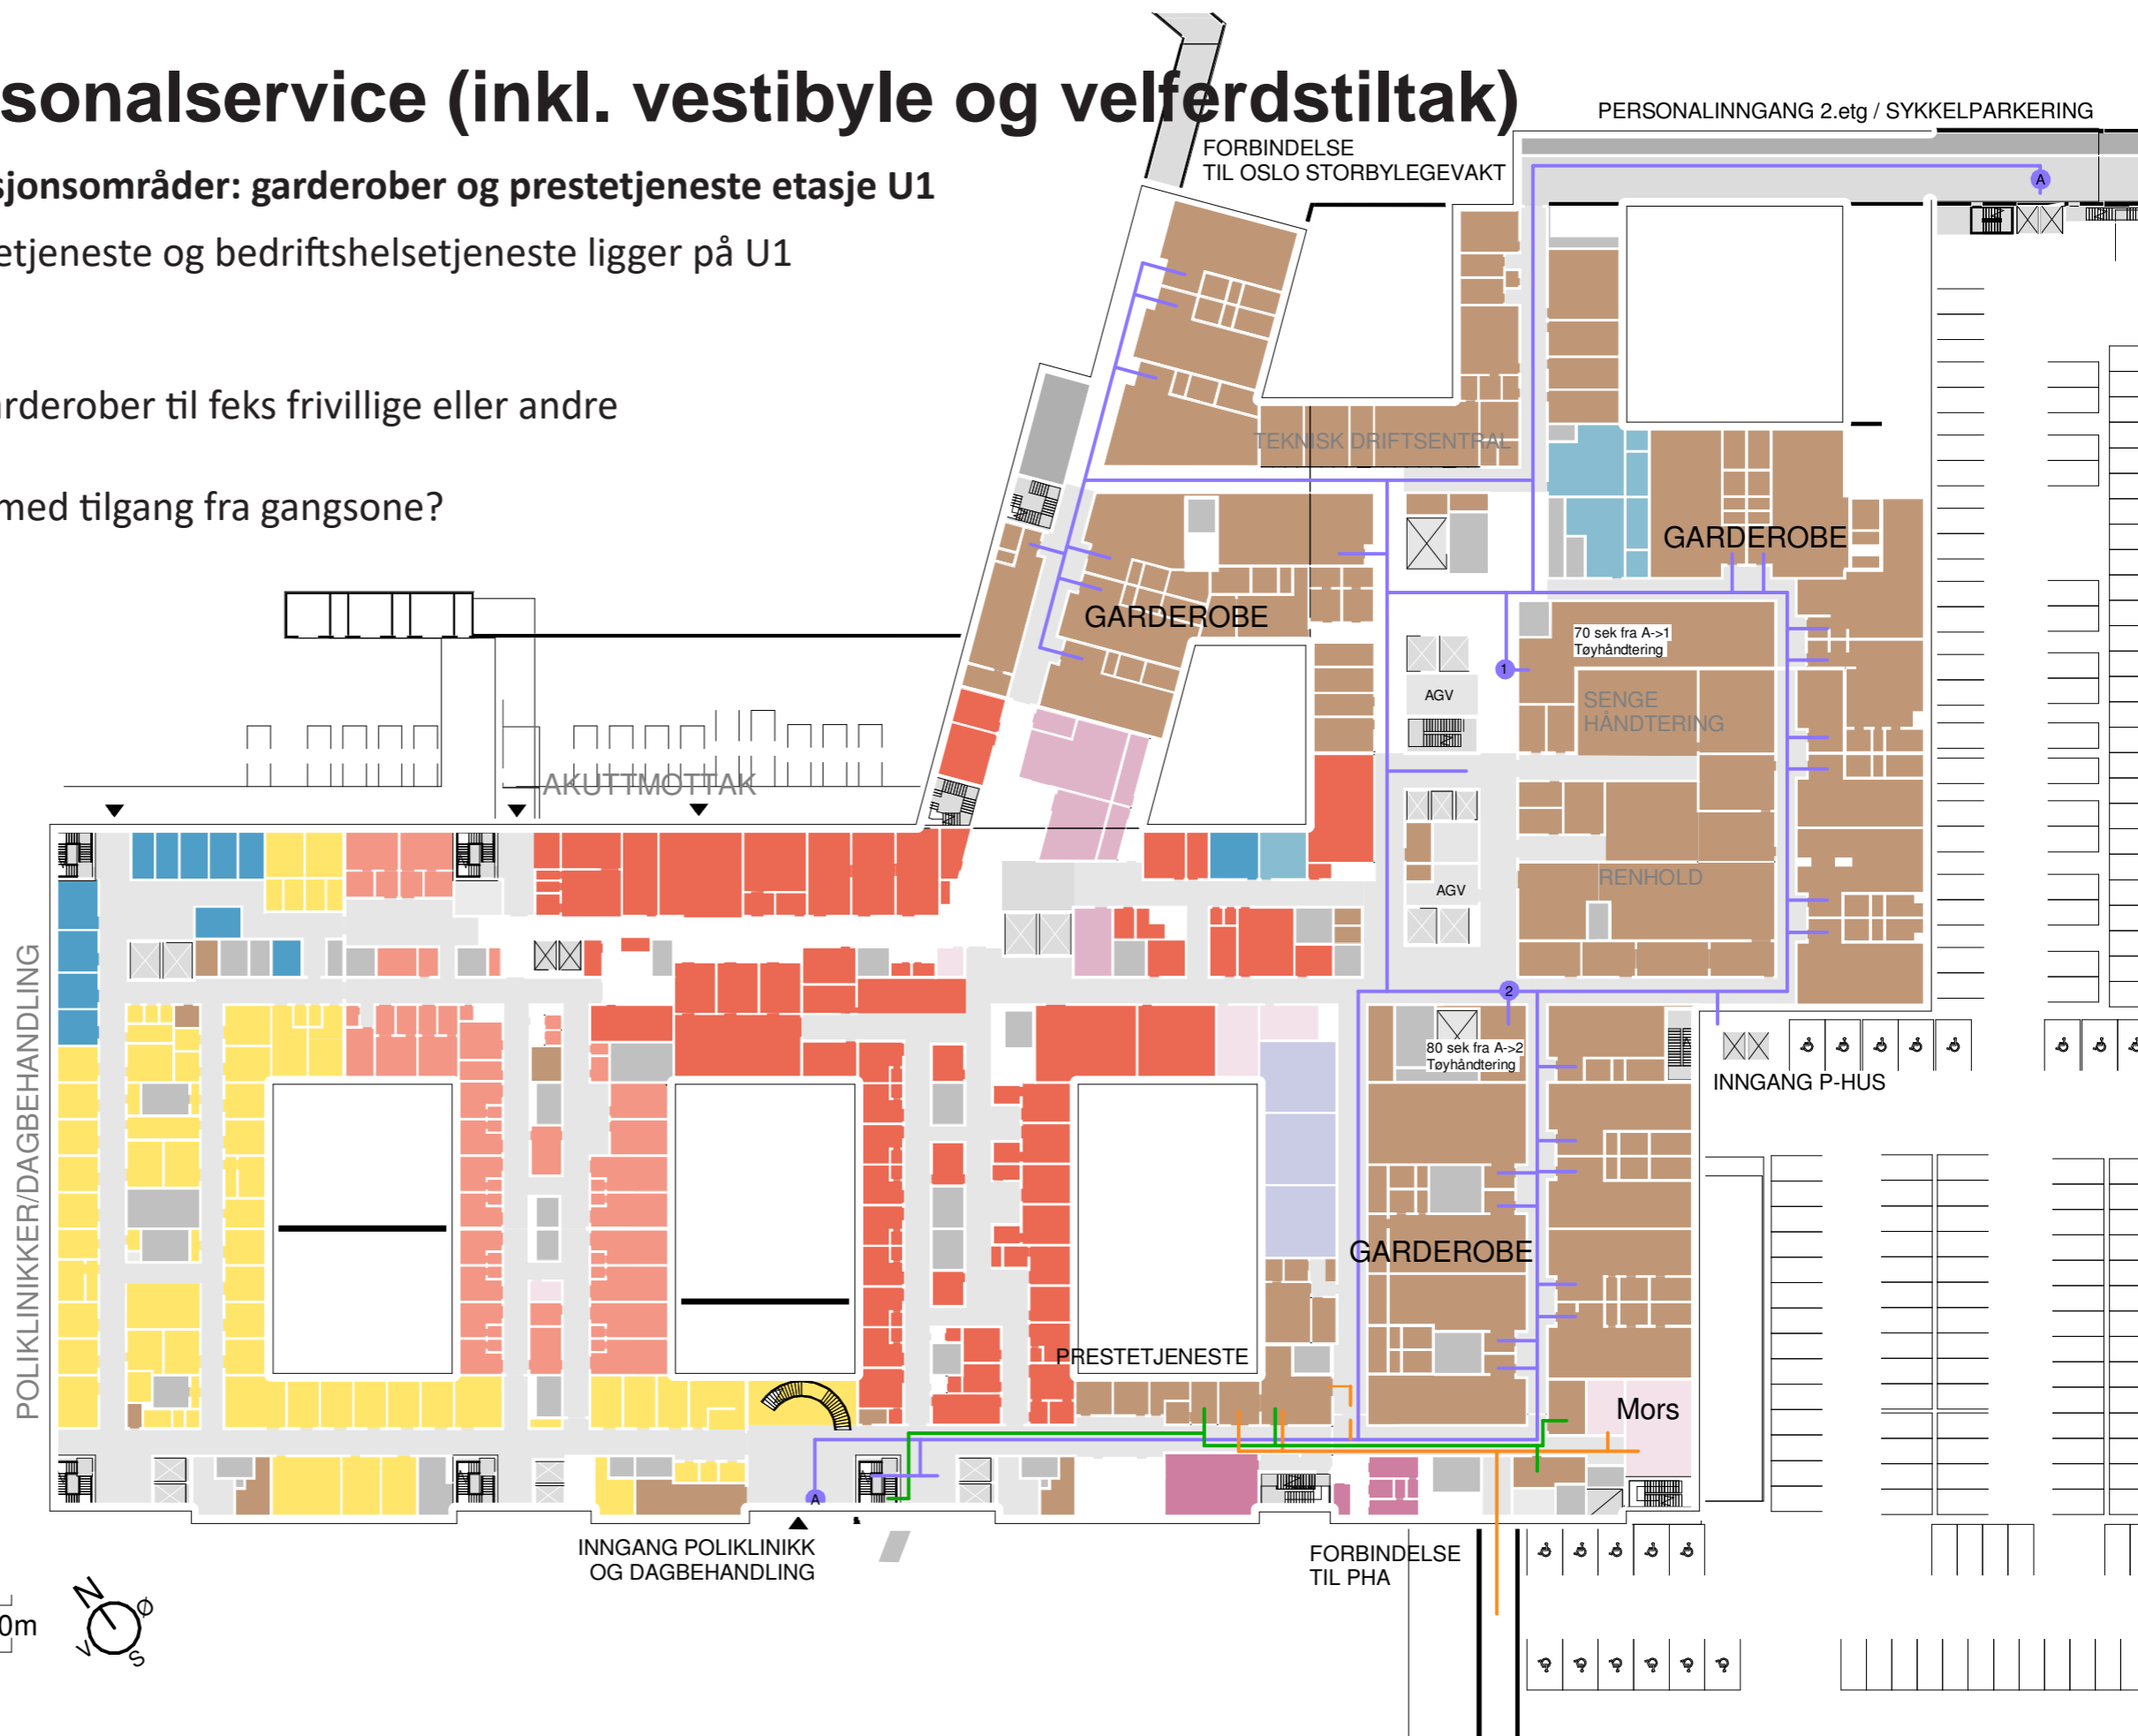 sonalservice (inkl. vestibyle og velferdstiltak)
PERSONALINNGANG 2.etg / SYKKELPARKERING
FORBINDELSE
TIL OSLO STORBYLEGEVAKT
sjonsområder: garderober og prestetjeneste etasje U1
etjeneste og bedriftshelsetjeneste ligger på U1
arderober til feks frivillige eller andre
med tilgang fra gangsone?
A
TEKNISK DRIFTSENTRAL
GARDEROBE
GARDEROBE
70 sek fra A->1
Tøyhåndtering
1
AGV
SENGE
HÅNDTERING
AKUTTMOTTAK
RENHOLD
AGV
POLIKLINIKKER/DAGBEHANDLING
2
80 sek fra A->2
Tøyhåndtering
INNGANG P-HUS
GARDEROBE
PRESTETJENESTE
Mors
A
INNGANG POLIKLINIKK
OG DAGBEHANDLING
FORBINDELSE
TIL PHA
0m
N
Ø
V
S